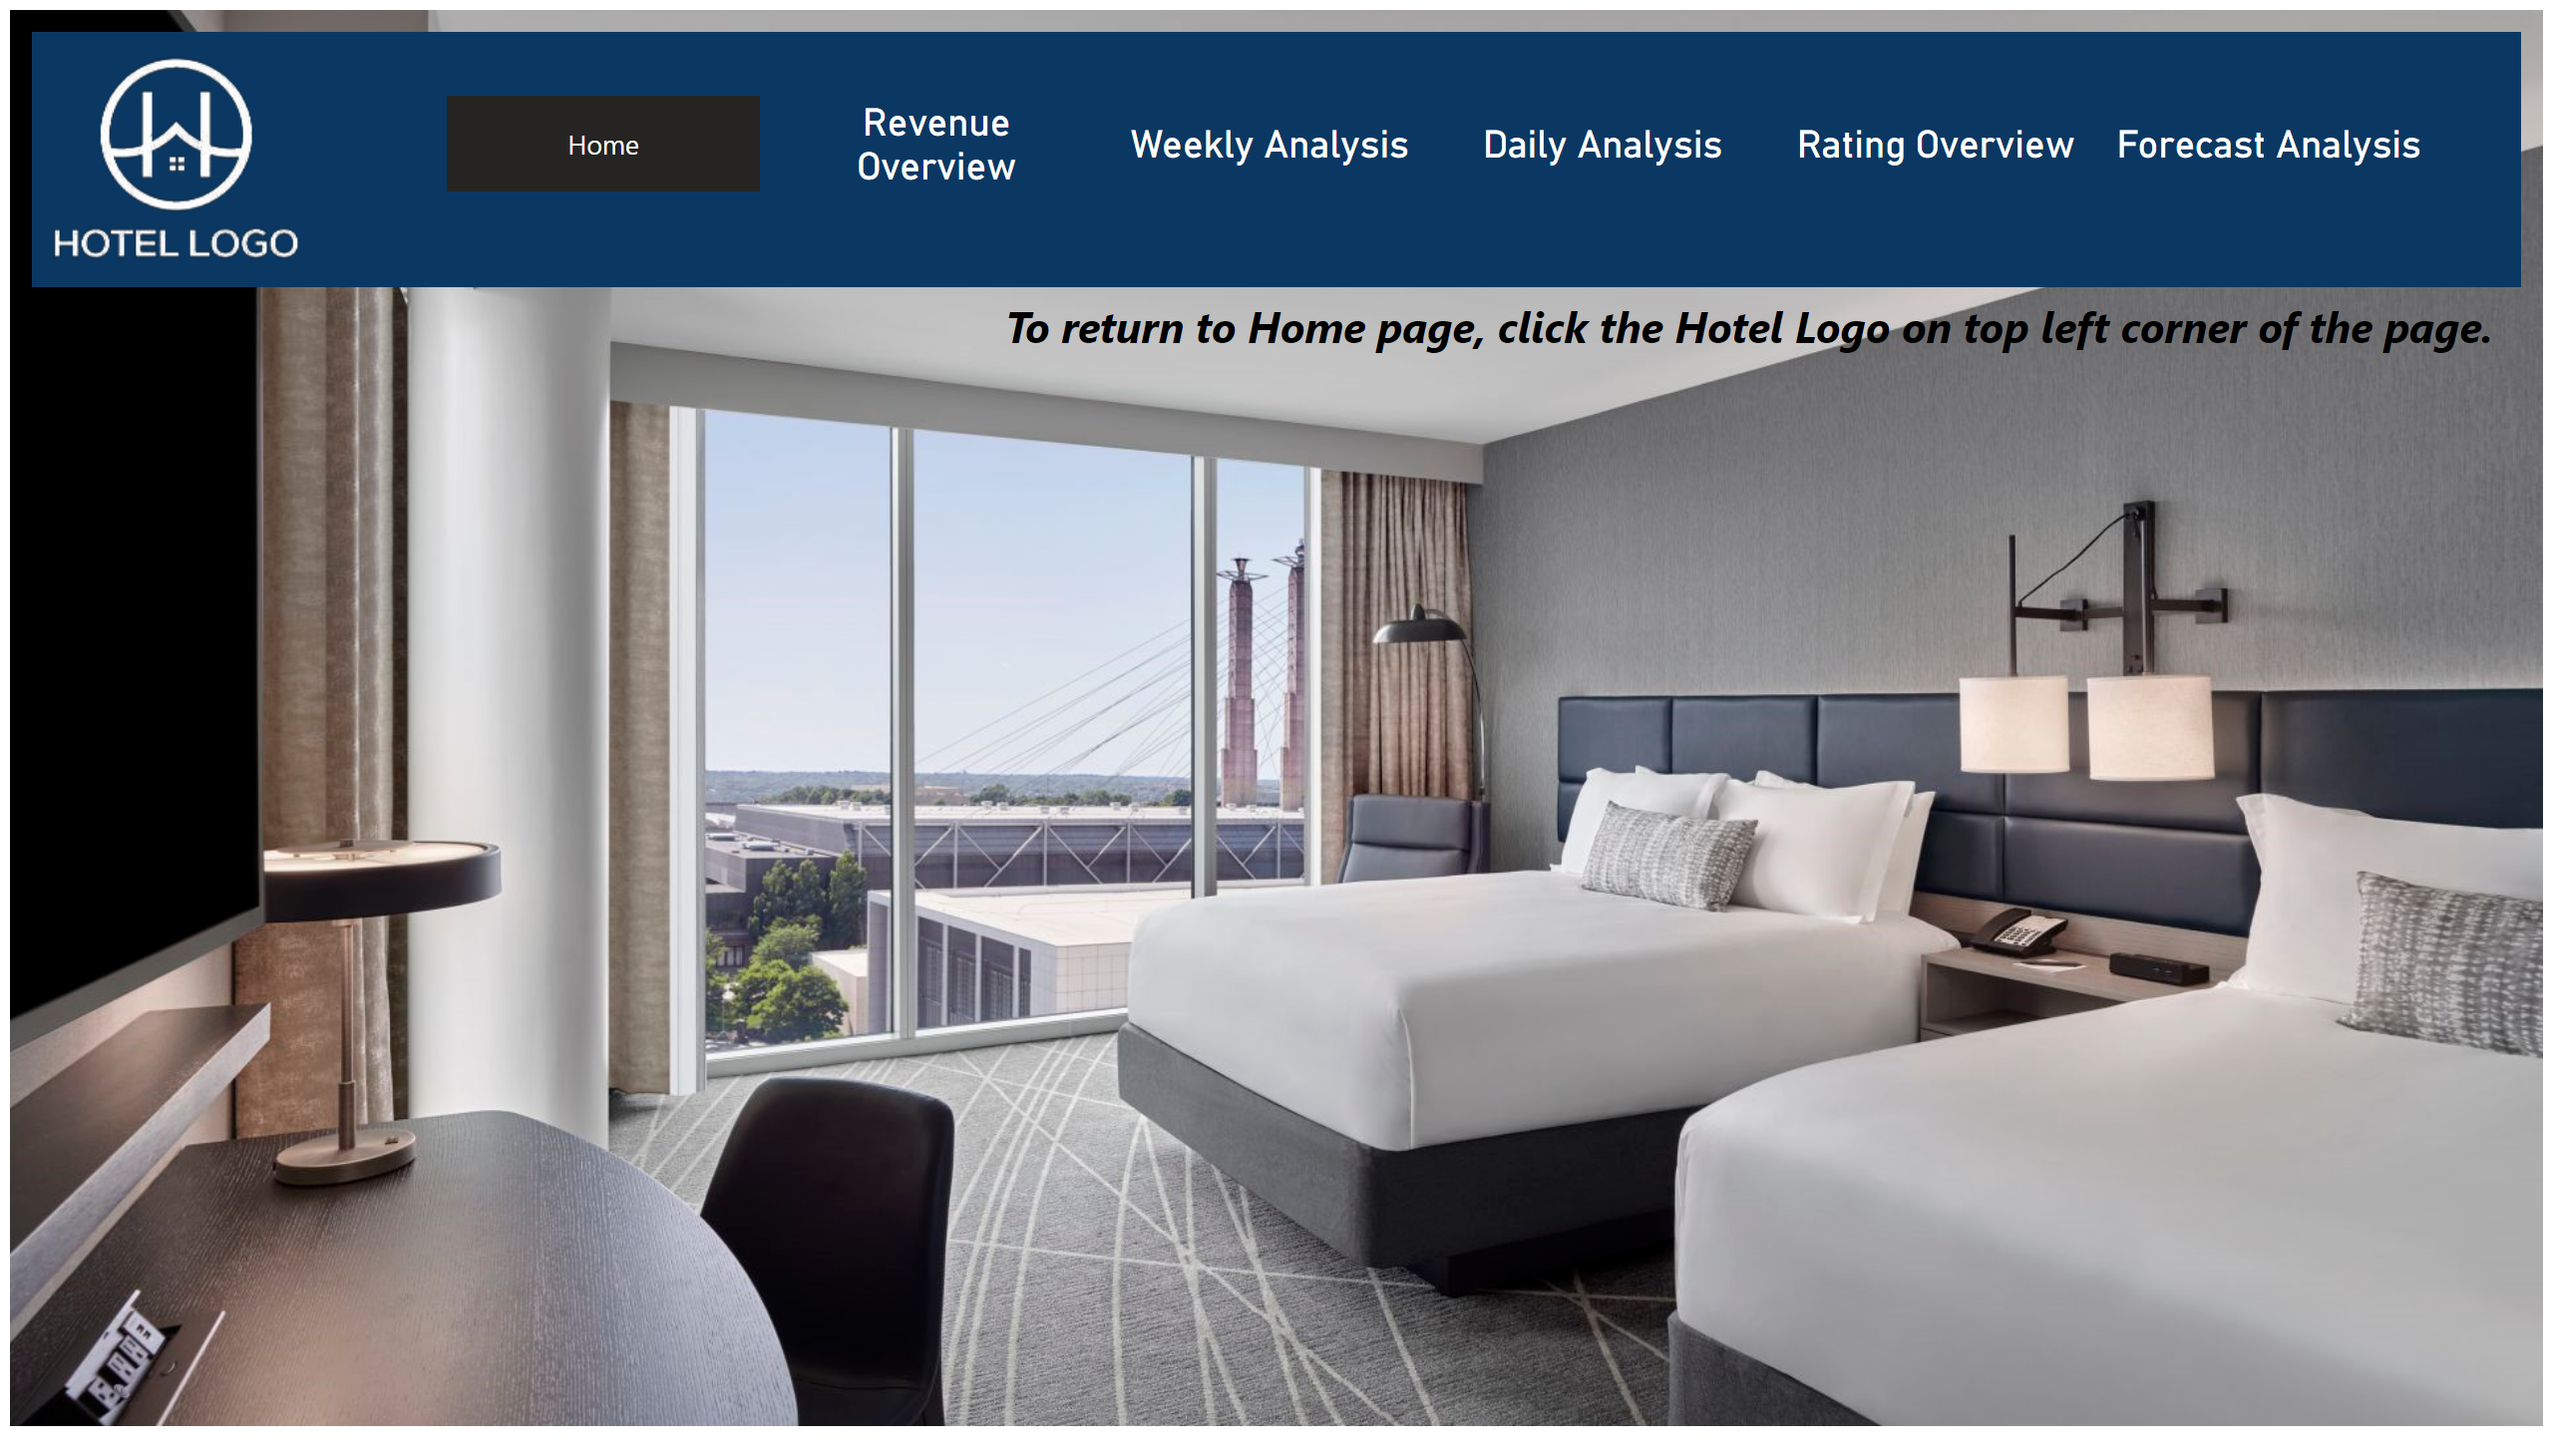 HOTEL LOGO
Home
Revenue
Overview
Weekly Analysis
Daily Analysis
Rating Overview
Forecast Analysis
To return to Home page, click the Hotel Logo on top left corner of the page.